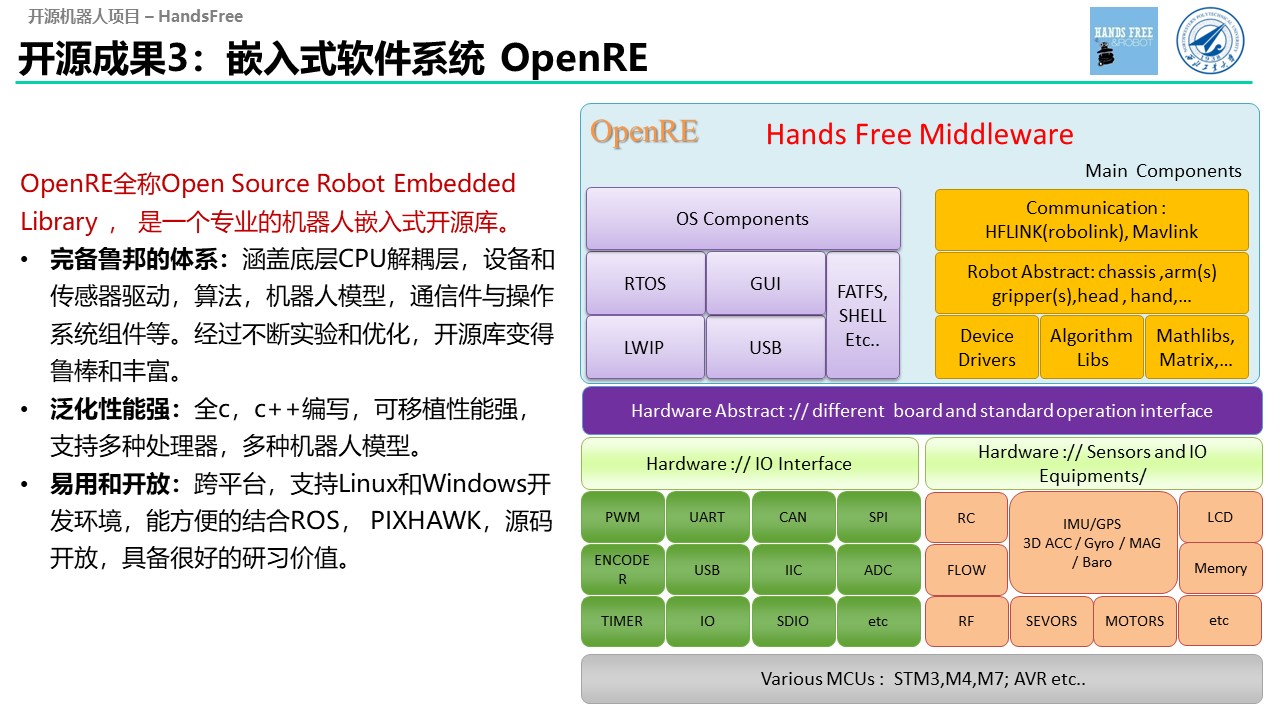 开源机器人项目 – HandsFree
开源成果3：嵌入式软件系统 OpenRE
HANDS FREE
&ROBOT
NORTHWESTERN POLYTECHNICAL UNIVERSITY
1938
西北工业大学
OpenRE全称Open Source Robot Embedded
Library ， 是一个专业的机器人嵌入式开源库。
• 完备鲁邦的体系：涵盖底层CPU解耦层，设备和
传感器驱动，算法，机器人模型，通信件与操作
系统组件等。经过不断实验和优化，开源库变得
鲁棒和丰富。
• 泛化性能强：全c，c++编写，可移植性能强，
支持多种处理器，多种机器人模型。
• 易用和开放：跨平台，支持Linux和Windows开
发环境，能方便的结合ROS， PIXHAWK，源码
开放，具备很好的研习价值。
OpenRE
Hands Free Middleware
Main Components
OS Components
RTOS
GUI
FATFS,
SHELL
Etc..
LWIP
USB
Communication :
HFLINK(robolink), Mavlink
Robot Abstract: chassis ,arm(s)
gripper(s),head , hand,...
Device
Drivers
Algorithm
Libs
Mathlibs,
Matrix,...
Hardware Abstract :// different board and standard operation interface
Hardware :// IO Interface
Hardware :// Sensors and IO
Equipments/
PWM
UART
CAN
SPI
ENCODE
R
USB
IIC
ADC
TIMER
IO
SDIO
etc
RC
IMU/GPS
3D ACC / Gyro / MAG
/ Baro
LCD
FLOW
Memory
RF
SEVORS
MOTORS
etc
Various MCUs : STM3,M4,M7; AVR etc..